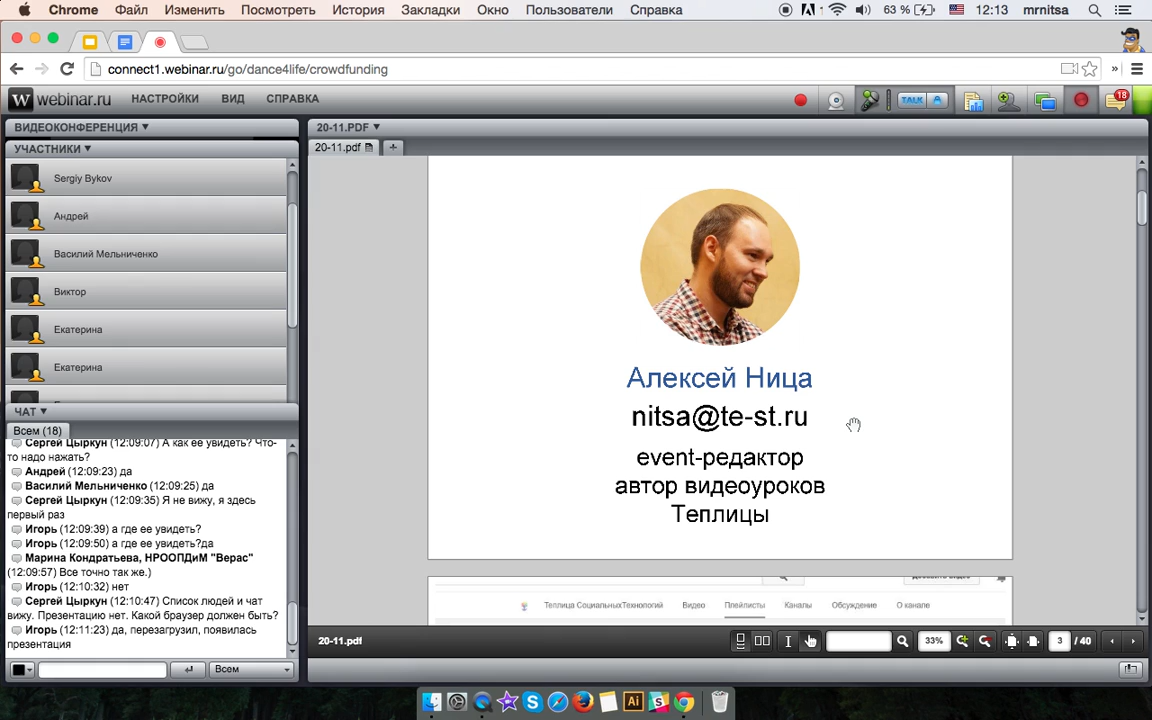 Chrome Файл Изменить Посмотреть История Закладки Окно Пользователи Справка 63 % 12:13 mrnitsa
connect1.webinar.ru/go/dance4life/crowdfunding
W webinar.ru НАСТРОЙКИ ВИД СПРАВКА TALK 18
ВИДЕОКОНФЕРЕНЦИЯ
УЧАСТНИКИ
Sergiy Bykov
Андрей
Василий Мельниченко
Виктор
Екатерина
Екатерина
ЧАТ
Всем (18)
Сергей Цыркун (12:09:07) А как ее увидеть? Что-
то надо нажать?
Андрей (12:09:23) да
Василий Мельниченко (12:09:25) да
Сергей Цыркун (12:09:35) Я не вижу, я здесь
первый раз
Игорь (12:09:39) а где ее увидеть?
Игорь (12:09:50) а где ее увидеть?да
Марина Кондратьева, НРООПДиМ "Верас"
(12:09:57) Все точно так же.)
Игорь (12:10:32) нет
Сергей Цыркун (12:10:47) Список людей и чат
вижу. Презентацию нет. Какой браузер должен быть?
Игорь (12:11:23) да, перезагрузил, появилась
презентация
Всем
20-11.PDF
20-11.pdf
Алексей Ница
nitsa@te-st.ru
event-редактор
автор видеоуроков
Теплицы
Теплица СоциальныхТехнологий Видео Плейлисты Каналы Обсуждение О канале
20-11.pdf 33% 3 / 40
Ai